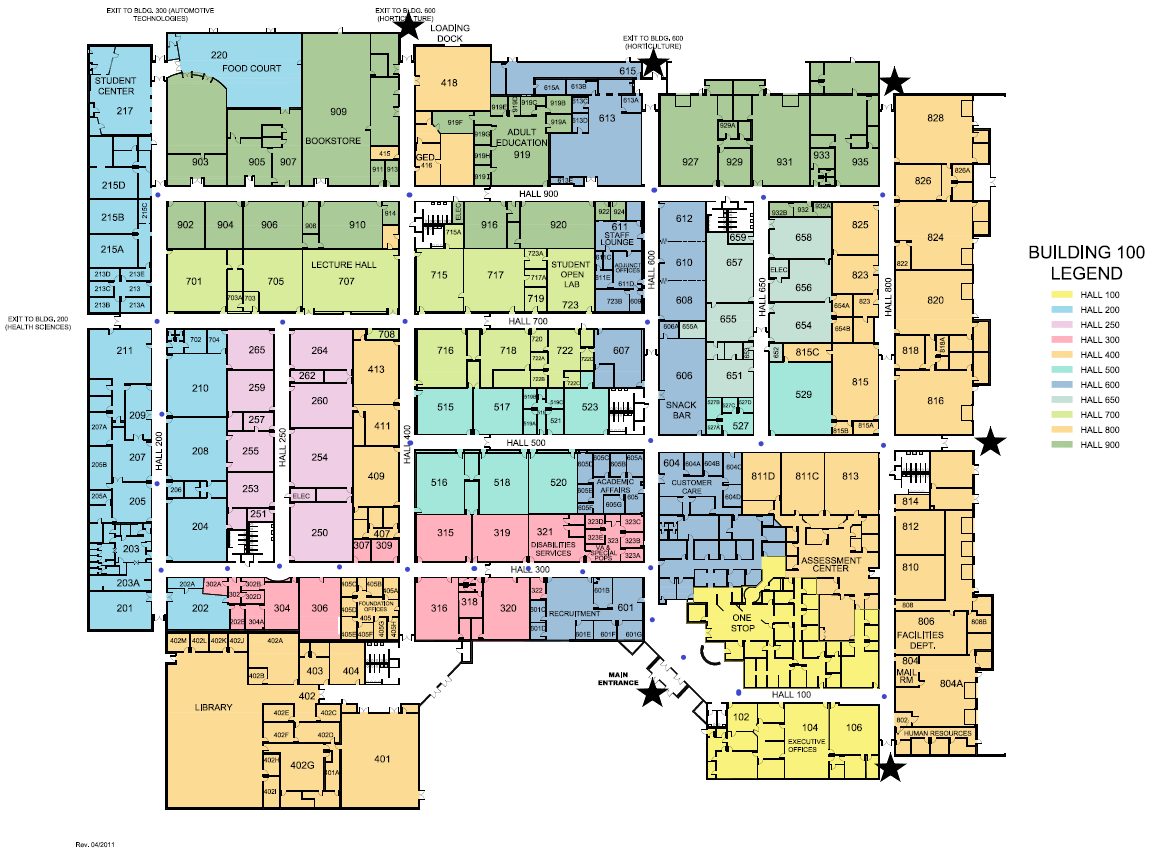 EXIT TO BLDG. 300 (AUTOMOTIVE
TECHNOLOGIES)
EXIT TO BLDG. 600
(HORTICULTURE)
LOADING
DOCK
EXIT TO BLDG. 600
(HORTICULTURE)
STUDENT
CENTER
217
220
FOOD COURT
909
BOOKSTORE
903
905
907
415
911
913
418
GED
416
919F
919E
919D
919C
919B
919A
919G
919H
919I
ADULT
EDUCATION
919
615
615A
613B
613C
613D
613A
613
613E
927
929A
929
931
933
935
828
826
826A
215D
215B
215C
215A
213D
213E
213C
213
213B
213A
HALL 900
902
904
906
908
910
914
701
703A
703
705
LECTURE HALL
707
ELEC
715A
916
920
922
924
715
717
723A
717A
719
STUDENT
OPEN
LAB
723
611
STAFF
LOUNGE
611C
ADJUNCT
OFFICES
611E
611D
723B
609
HALL 600
612
610
608
606A
655A
659
657
655
653
651
HALL 650
932B
932
932A
658
ELEC
656
654
654A
654B
652
825
823
823
HALL 800
824
822
820
818
818A
816
EXIT TO BLDG, 200
(HEALTH SCIENCES)
HALL 700
211
209
207A
207
205B
205A
205
203
203A
201
HALL 200
702
704
210
208
206
204
265
259
257
255
253
251
HALL 250
264
262
260
254
ELEC
250
708
413
411
409
407
307
309
HALL 400
716
718
720
722A
722B
722
722D
722C
607
515
517
519B
519A
519C
521
523
606
SNACK
BAR
527B
527C
527D
527A
527
815C
529
815
815B
815A
HALL 500
516
518
520
605D
605C
605B
605A
ACADEMIC
AFFAIRS
605E
605
605G
605F
315
319
321
DISABILITIES
SERVICES
323D
323E
323
323C
323B
323A
VA &
SPECIAL
POPS
604
604A
604B
604C
604D
CUSTOMER
CARE
811D
811C
813
ASSESSMENT
CENTER
814
812
810
808
806
FACILITIES
DEPT.
808B
804
MAIL
RM
804A
802
HUMAN RESOURCES
HALL 300
202A
202
302A
302
302B
302D
302E
304A
304
306
405C
405B
405A
405D
FOUNDATION
OFFICES
405
405E
405F
405G
405H
316
318
320
322
601C
601D
601B
RECRUITMENT
601
601E
601F
601G
ONE
STOP
402M
402L
402K
402J
402A
402B
403
404
LIBRARY
402
402E
402C
402F
402D
402H
402G
401A
402I
401
MAIN
ENTRANCE
HALL 100
102
104
EXECUTIVE
OFFICES
106
BUILDING 100
LEGEND
HALL 100
HALL 200
HALL 250
HALL 300
HALL 400
HALL 500
HALL 600
HALL 650
HALL 700
HALL 800
HALL 900
Rev. 04/2011